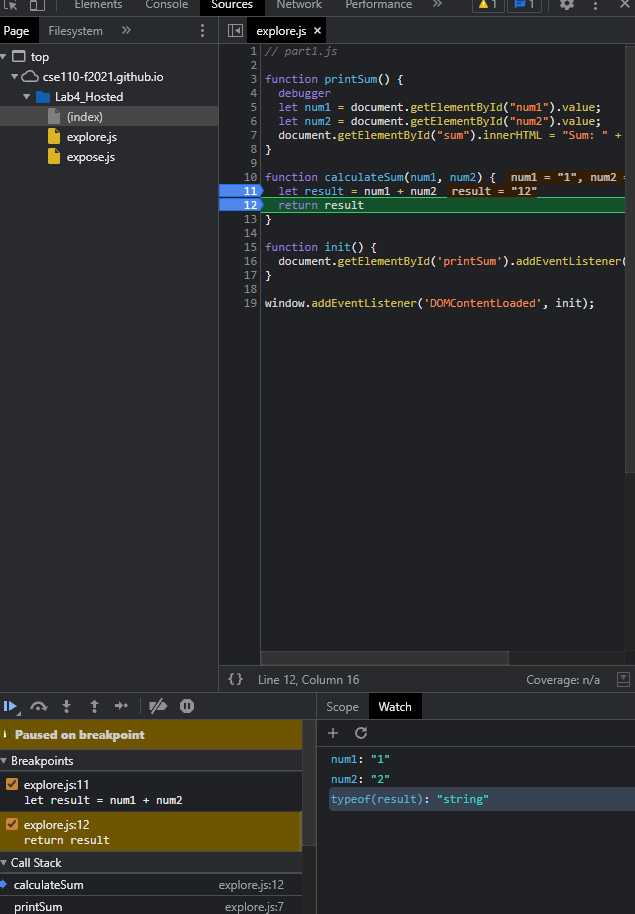 Elements Console Sources Network Performance » 1 1
Page Filesystem » explore.js ×
top
cse110-f2021.github.io
Lab4_Hosted
(index)
explore.js
expose.js
1 // part1.js
2
3 function printSum() {
4 debugger
5 let num1 = document.getElementById("num1").value;
6 let num2 = document.getElementById("num2").value;
7 document.getElementById("sum").innerHTML = "Sum: " +
8 }
9
10 function calculateSum(num1, num2) { num1 = "1", num2 =
11 let result = num1 + num2 result = "12"
12 return result
13 }
14
15 function init() {
16 document.getElementById('printSum').addEventListener(
17 }
18
19 window.addEventListener('DOMContentLoaded', init);
{} Line 12, Column 16 Coverage: n/a
Paused on breakpoint
Breakpoints
explore.js:11
let result = num1 + num2
explore.js:12
return result
Call Stack
calculateSum explore.js:12
printSum explore.js:7
Scope Watch
num1: "1"
num2: "2"
typeof(result): "string"